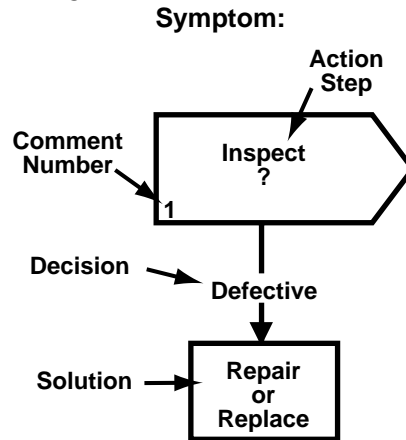 Symptom:
Action
Step
Comment
Number
Inspect
?
1
Decision
Defective
Solution
Repair
or
Replace